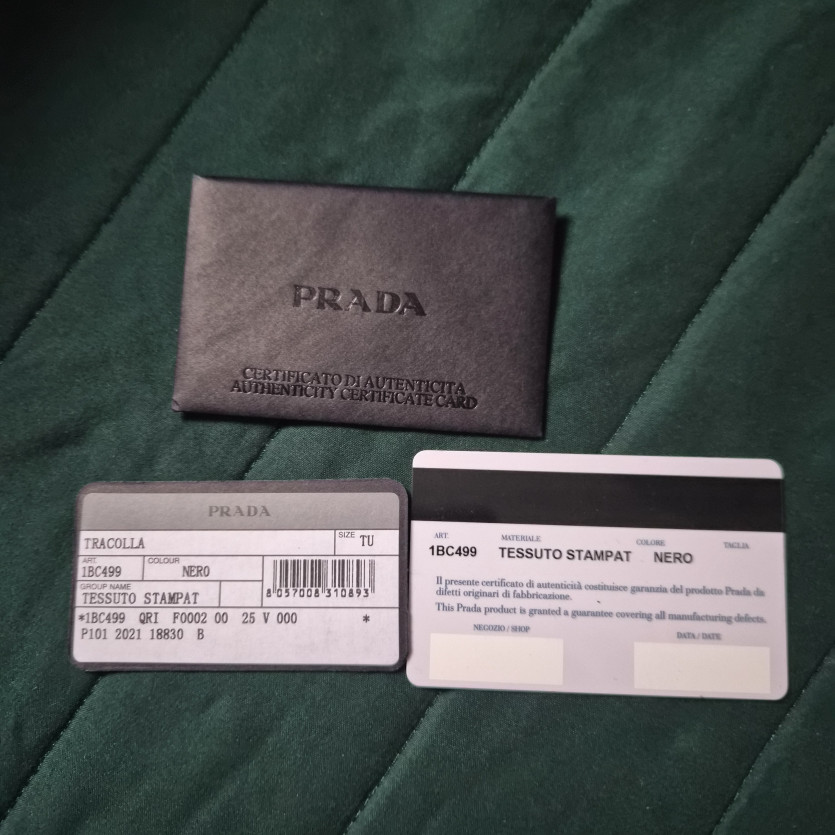 PRADA
CERTIFICATO DI AUTENTICITA
AUTHENTICITY CERTIFICATE CARD
PRADA
TRACOLLA
SIZE TU
ART. COLOUR
1BC499 NERO
GROUP NAME
TESSUTO STAMPAT
8 057008 310893
*1BC499 QRI F0002 00 25 V 000 *
P101 2021 18830 B
ART. MATERIALE COLORE TAGLIA
1BC499 TESSUTO STAMPAT NERO
Il presente certificato di autenticità costituisce garanzia del prodotto Prada da
difetti originari di fabbricazione.
This Prada product is granted a guarantee covering all manufacturing defects.
NEGOZIO / SHOP
DATA / DATE